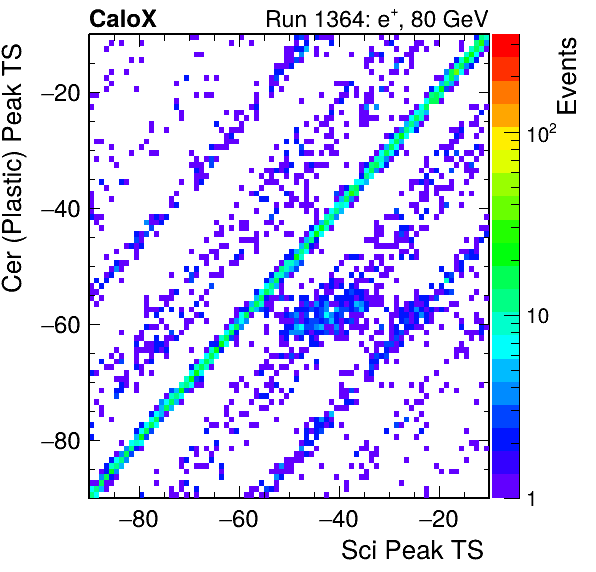 CaloX Run 1364: e⁺, 80 GeV
Cer (Plastic) Peak TS
−20
−40
−60
−80
−80 −60 −40 −20
Sci Peak TS
Events
10²
10
1